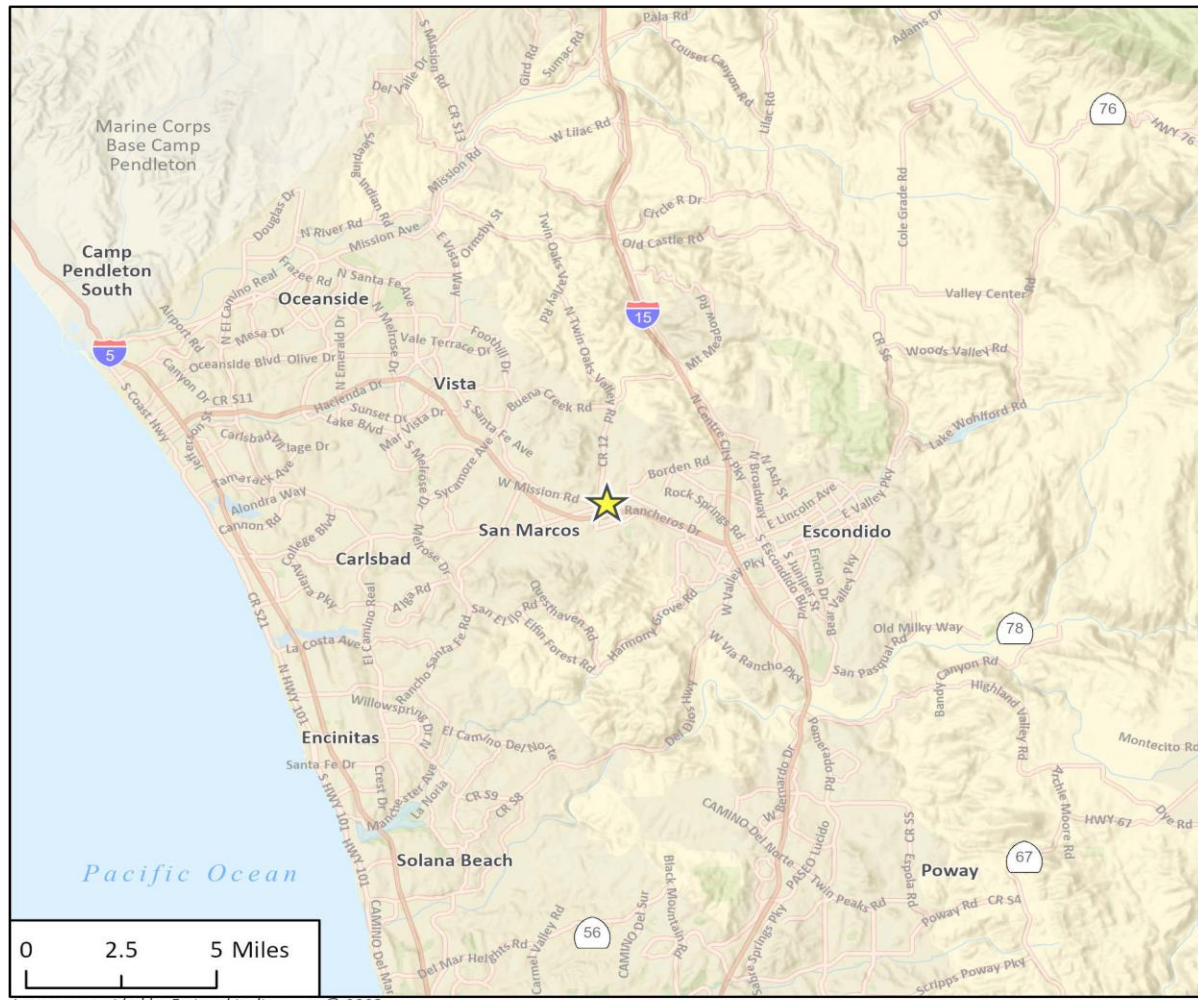 Pala Rd
Adams Dr
S Mission Rd
Gird Rd
Sumac Rd
Couser Canyon Rd
Del Valle Dr
CR S13
Lilac Rd
76
HWY 76
Marine Corps
Base Camp
Pendleton
W Lilac Rd
Sleeping
Indian Rd
Mission Rd
Cole Grade Rd
Douglas Dr
Circle R Dr
N River Rd
Mission Ave
E Vista Way
Ormsby St
Twin Oaks Valley Rd
Old Castle Rd
Camp
Pendleton
South
Frazee Rd
N Santa Fe Ave
N El Camino Real
Oceanside
Valley Center Rd
Airport Rd
Mesa Dr
N Emerald Dr
N Melrose Dr
Vale Terrace Dr
Foothill Dr
N Twin Oaks Valley Rd
15
Mt Meadow Rd
CR S6
5
Oceanside Blvd
Olive Dr
Woods Valley Rd
Canyon Dr
S Coast Hwy
CR S11
Hacienda Dr
Vista
Buena Creek Rd
N Centre City Pky
Lake Wohlford Rd
Jefferson St
Sunset Dr
Lake Blvd
Mar Vista Dr
S Santa Fe Ave
Carlsbad Village Dr
S Melrose Dr
Sycamore Ave
CR 12
Borden Rd
N Broadway
N Ash St
Tamarack Ave
Alondra Way
W Mission Rd
Rock Springs Rd
E Lincoln Ave
E Valley Pky
Cannon Rd
College Blvd
San Marcos
Rancheros Dr
Escondido
Carlsbad
Melrose Dr
Aviara Pky
Alga Rd
San Elijo Rd
Questhaven Rd
Elfin Forest Rd
Harmony Grove Rd
W Valley Pky
S Escondido Blvd
S Juniper St
Encino Dr
Bear Valley Pky
CR S21
La Costa Ave
El Camino Real
Rancho Santa Fe Rd
Old Milky Way
78
W Via Rancho Pky
San Pasqual Rd
Bandy Canyon Rd
Highland Valley Rd
N HWY 101
Willowspring Dr N
Del Dios Hwy
Encinitas
El Camino Del Norte
Pomerado Rd
Montecito Rd
Santa Fe Dr
Crest Dr
Manchester Ave
La Noria
CR S9
CR S8
W Bernardo Dr
Archie Moore Rd
S HWY 101
CAMINO Del Norte
PASEO Lucido
CR S5
HWY 67
Dye Rd
Pacific Ocean
Solana Beach
Black Mountain Rd
Twin Peaks Rd
Espola Rd
Poway
67
HWY 101
CAMINO Del Mar
Carmel Valley Rd
56
CAMINO Del Sur
Poway Rd
CR S4
Del Mar Heights Rd
Sabre Springs Pky
Scripps Poway Pky
0 2.5 5 Miles